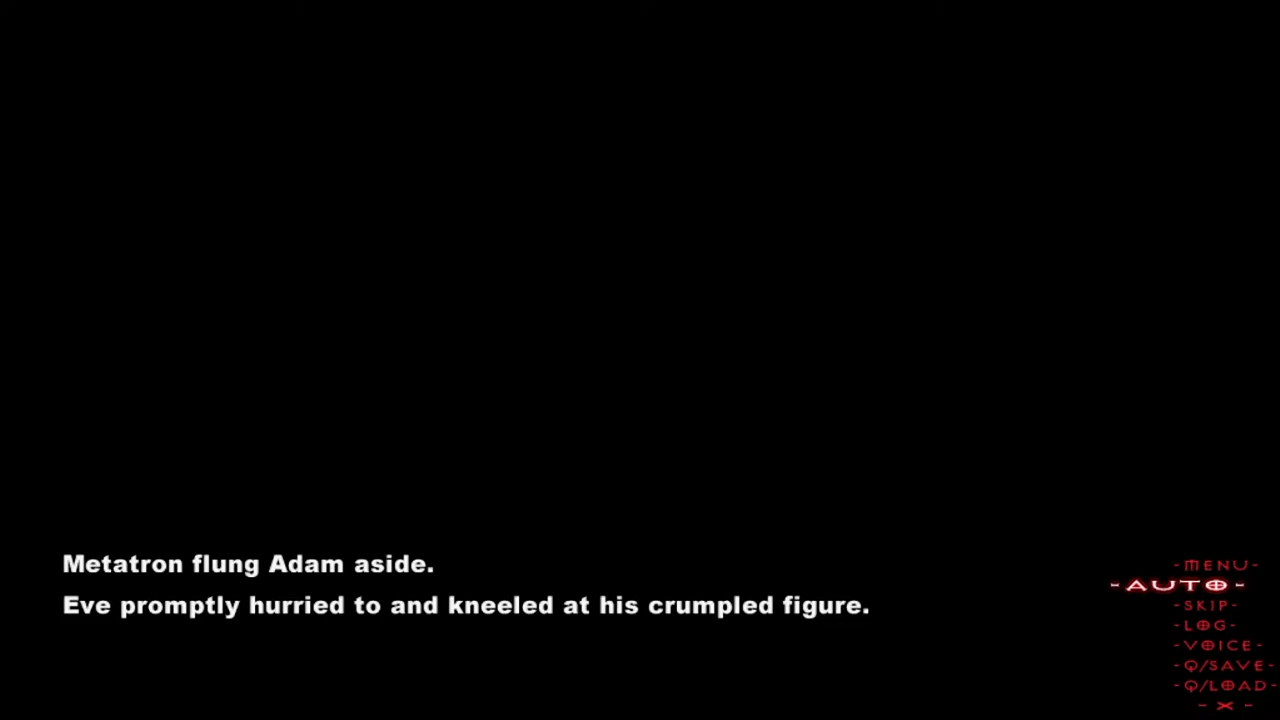 Metatron flung Adam aside.
Eve promptly hurried to and kneeled at his crumpled figure.
-MENU-
-AUTO-
-SKIP-
-LOG-
-VOICE-
-Q/SAVE-
-Q/LOAD-
-X-